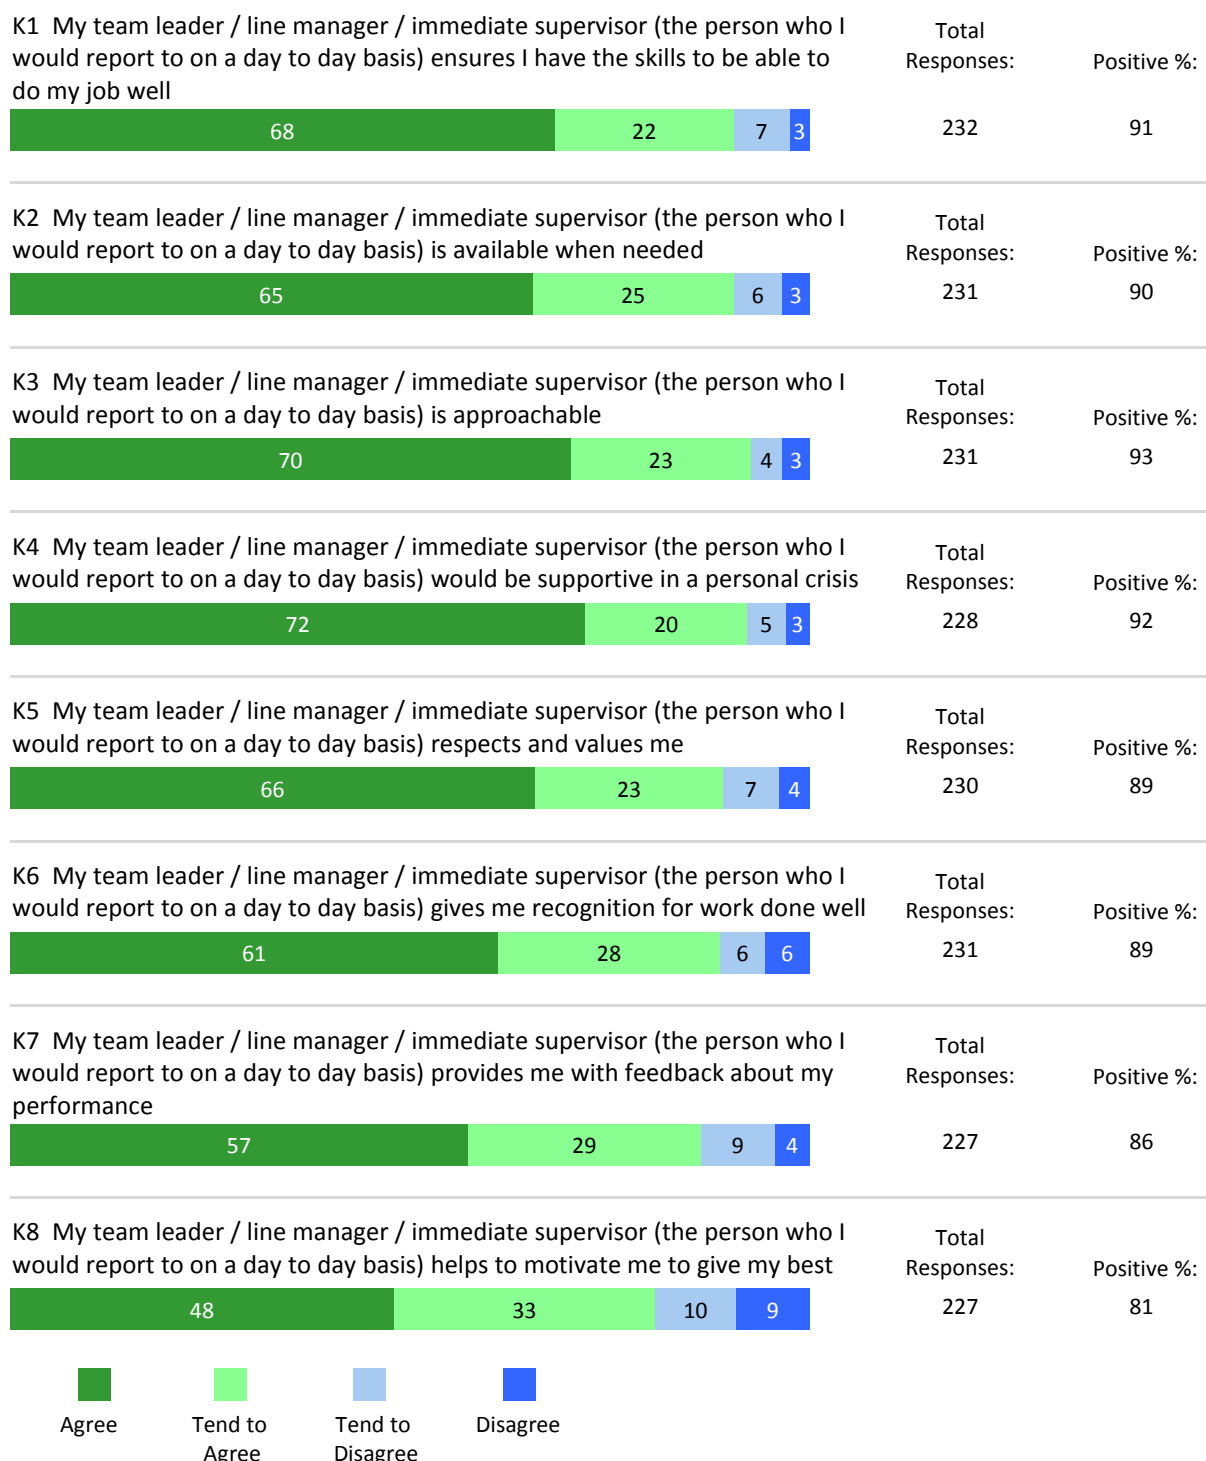 K1  My team leader / line manager / immediate supervisor (the person who I
would report to on a day to day basis) ensures I have the skills to be able to
do my job well
Total
Responses:
Positive %:
68 22 7 3
232
91
K2  My team leader / line manager / immediate supervisor (the person who I
would report to on a day to day basis) is available when needed
Total
Responses:
Positive %:
65 25 6 3
231
90
K3  My team leader / line manager / immediate supervisor (the person who I
would report to on a day to day basis) is approachable
Total
Responses:
Positive %:
70 23 4 3
231
93
K4  My team leader / line manager / immediate supervisor (the person who I
would report to on a day to day basis) would be supportive in a personal crisis
Total
Responses:
Positive %:
72 20 5 3
228
92
K5  My team leader / line manager / immediate supervisor (the person who I
would report to on a day to day basis) respects and values me
Total
Responses:
Positive %:
66 23 7 4
230
89
K6  My team leader / line manager / immediate supervisor (the person who I
would report to on a day to day basis) gives me recognition for work done well
Total
Responses:
Positive %:
61 28 6 6
231
89
K7  My team leader / line manager / immediate supervisor (the person who I
would report to on a day to day basis) provides me with feedback about my
performance
Total
Responses:
Positive %:
57 29 9 4
227
86
K8  My team leader / line manager / immediate supervisor (the person who I
would report to on a day to day basis) helps to motivate me to give my best
Total
Responses:
Positive %:
48 33 10 9
227
81
Agree
Tend to
Agree
Tend to
Disagree
Disagree